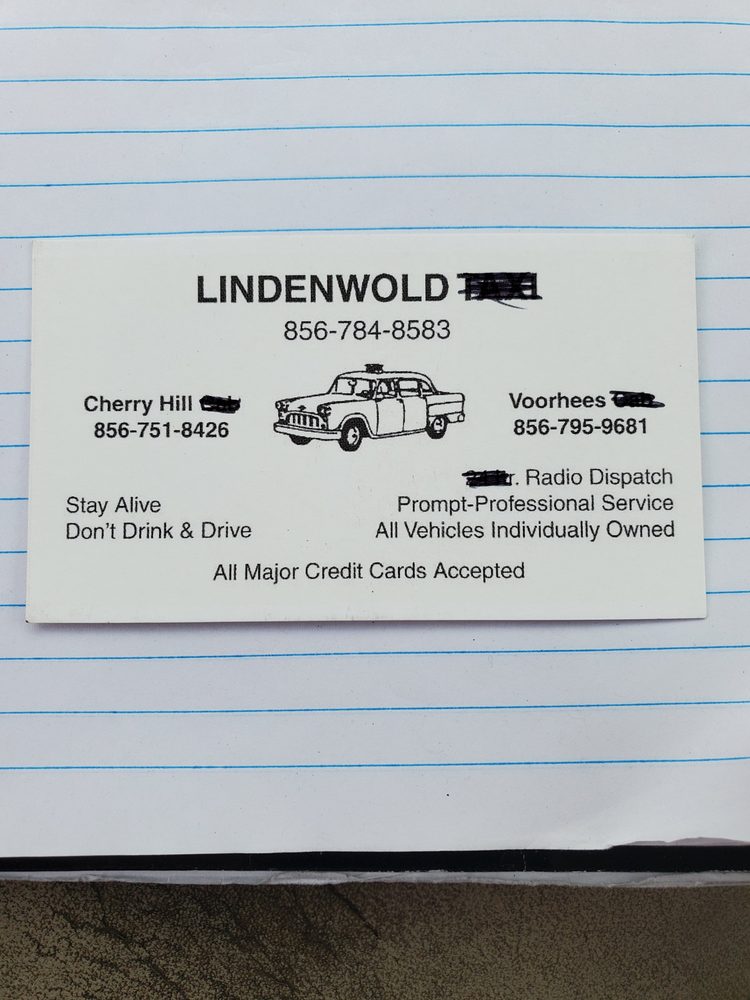 LINDENWOLD
856-784-8583
Cherry Hill
856-751-8426
Voorhees
856-795-9681
Stay Alive
Don't Drink & Drive
r. Radio Dispatch
Prompt-Professional Service
All Vehicles Individually Owned
All Major Credit Cards Accepted